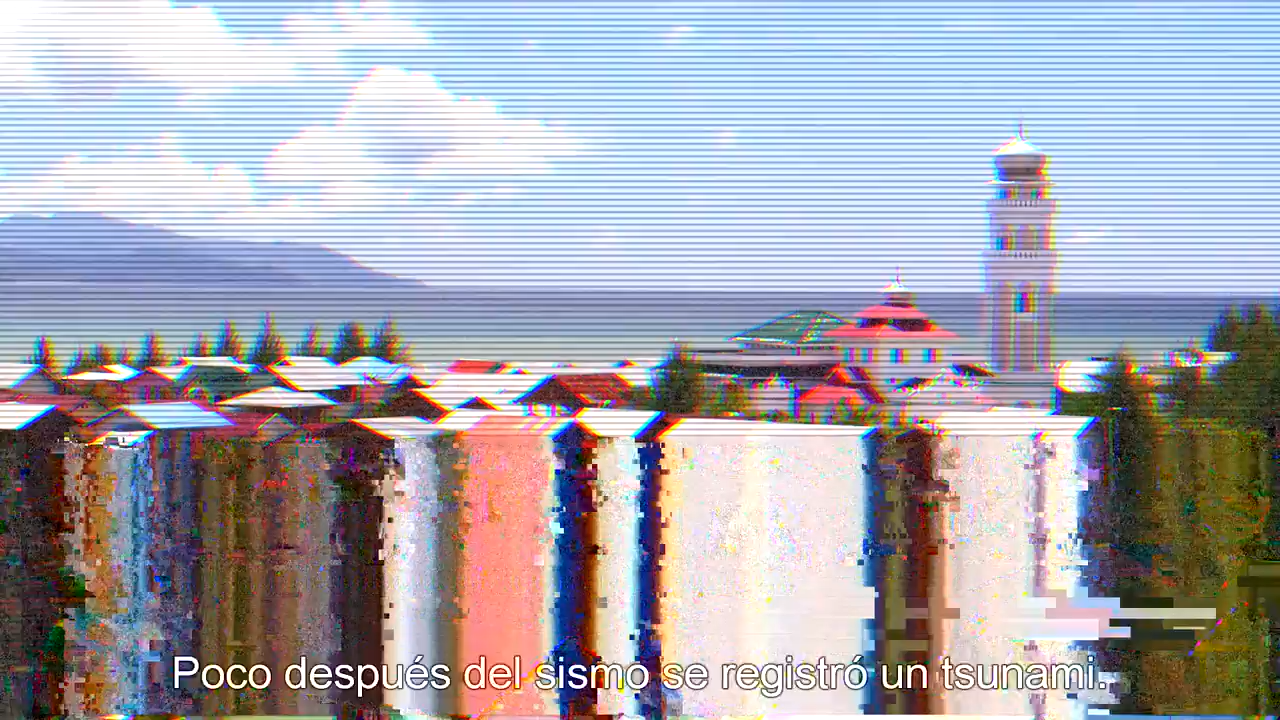 Poco después del sismo se registró un tsunami.